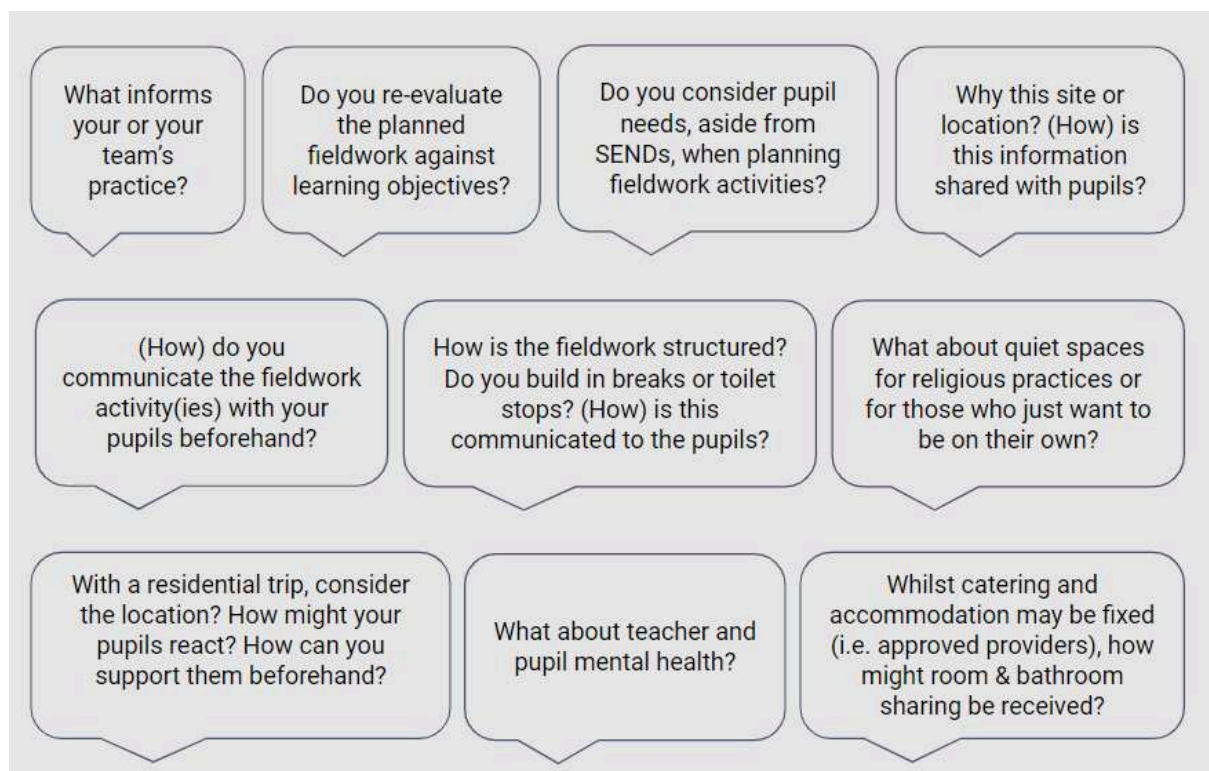 What informs
your or your
team's
practice?
Do you re-evaluate
the planned
fieldwork against
learning objectives?
Do you consider pupil
needs, aside from
SENDs, when planning
fieldwork activities?
Why this site or
location? (How) is
this information
shared with pupils?
(How) do you
communicate the fieldwork
activity(ies) with your
pupils beforehand?
How is the fieldwork structured?
Do you build in breaks or toilet
stops? (How) is this
communicated to the pupils?
What about quiet spaces
for religious practices or
for those who just want to
be on their own?
With a residential trip, consider
the location? How might your
pupils react? How can you
support them beforehand?
What about teacher and
pupil mental health?
Whilst catering and
accommodation may be fixed
(i.e. approved providers), how
might room & bathroom
sharing be received?